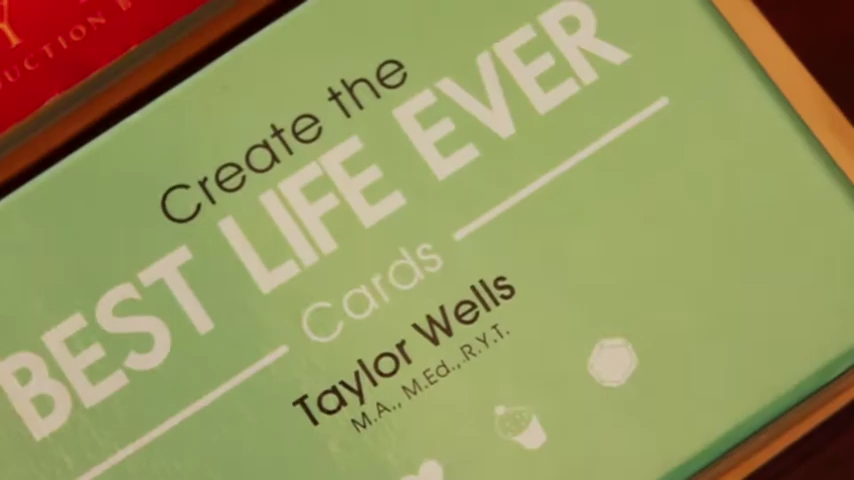 Create the
BEST LIFE EVER
Cards
Taylor Wells
M.A., M.Ed., R.Y.T.